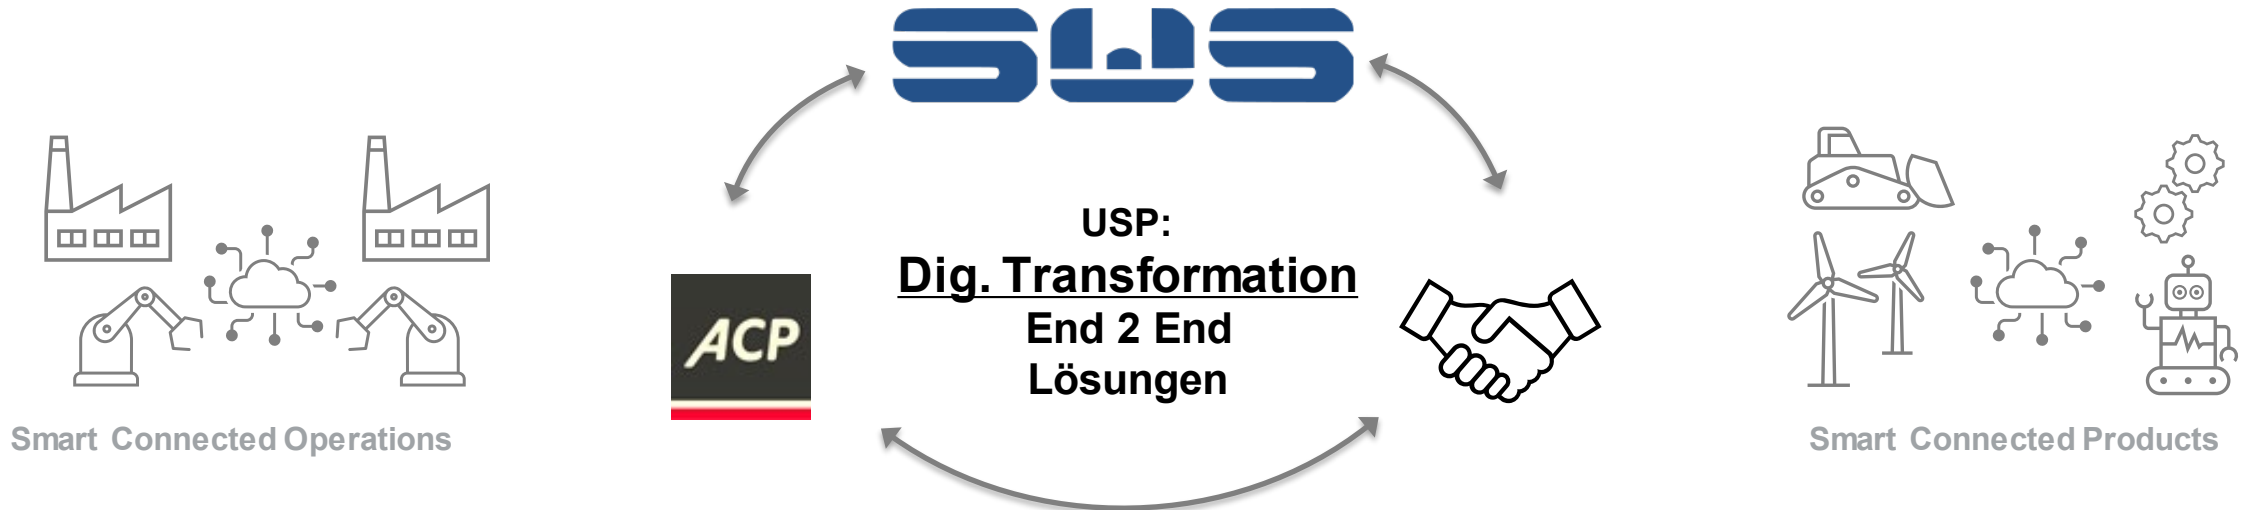 SWS
USP:
Dig. Transformation
End 2 End
Lösungen
ACP
Smart Connected Operations
Smart Connected Products